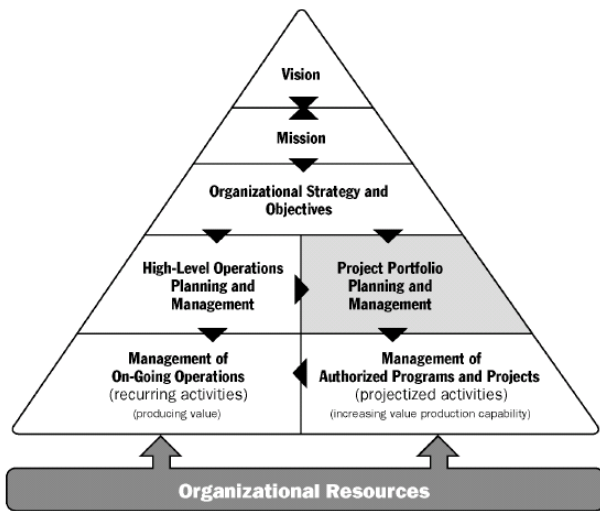 Vision
Mission
Organizational Strategy and
Objectives
High-Level Operations
Planning and
Management
Project Portfolio
Planning and
Management
Management of
On-Going Operations
(recurring activities)
(producing value)
Management of
Authorized Programs and Projects
(projectized activities)
(increasing value production capability)
Organizational Resources